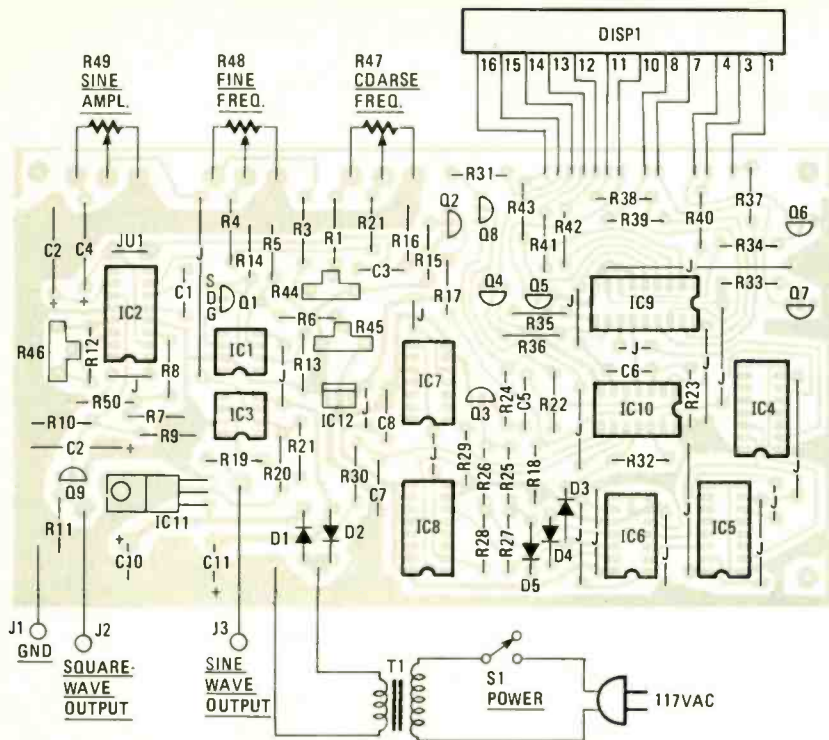 DISP1
16 15 14 13 12 11 10 8 7 4 3 1
R49
SINE
AMPL.
R48
FINE
FREQ.
R47
CDARSE
FREQ.
R31
C2
C4
JU1
J
R4
R14
R5
R3
R1
R21
R16
R15
Q2
Q8
R43
R41
R42
R38
R39
R40
R37
R34
Q6
IC2
C1
S
D
G
Q1
R44
C3
R17
Q4
Q5
J
J
IC9
J
R33
Q7
R46
R12
J
R8
IC1
R6
R45
R13
J
J
R35
R36
J
J
J
C6
R50
R10
R7
R9
IC3
IC12
J
C8
IC7
Q3
R24
C5
R22
J
IC10
R23
IC4
J
C2
Q9
R19
R20
R21
R30
C7
J
R29
R26
R25
R18
R32
J
R11
IC11
C10
C11
D1
D2
IC8
R28
R27
D3
D4
D5
J
J
IC6
J
IC5
J
J
J1
GND
J2
SQUARE-
WAVE
OUTPUT
J3
SINE
WAVE
OUTPUT
T1
S1
POWER
117VAC